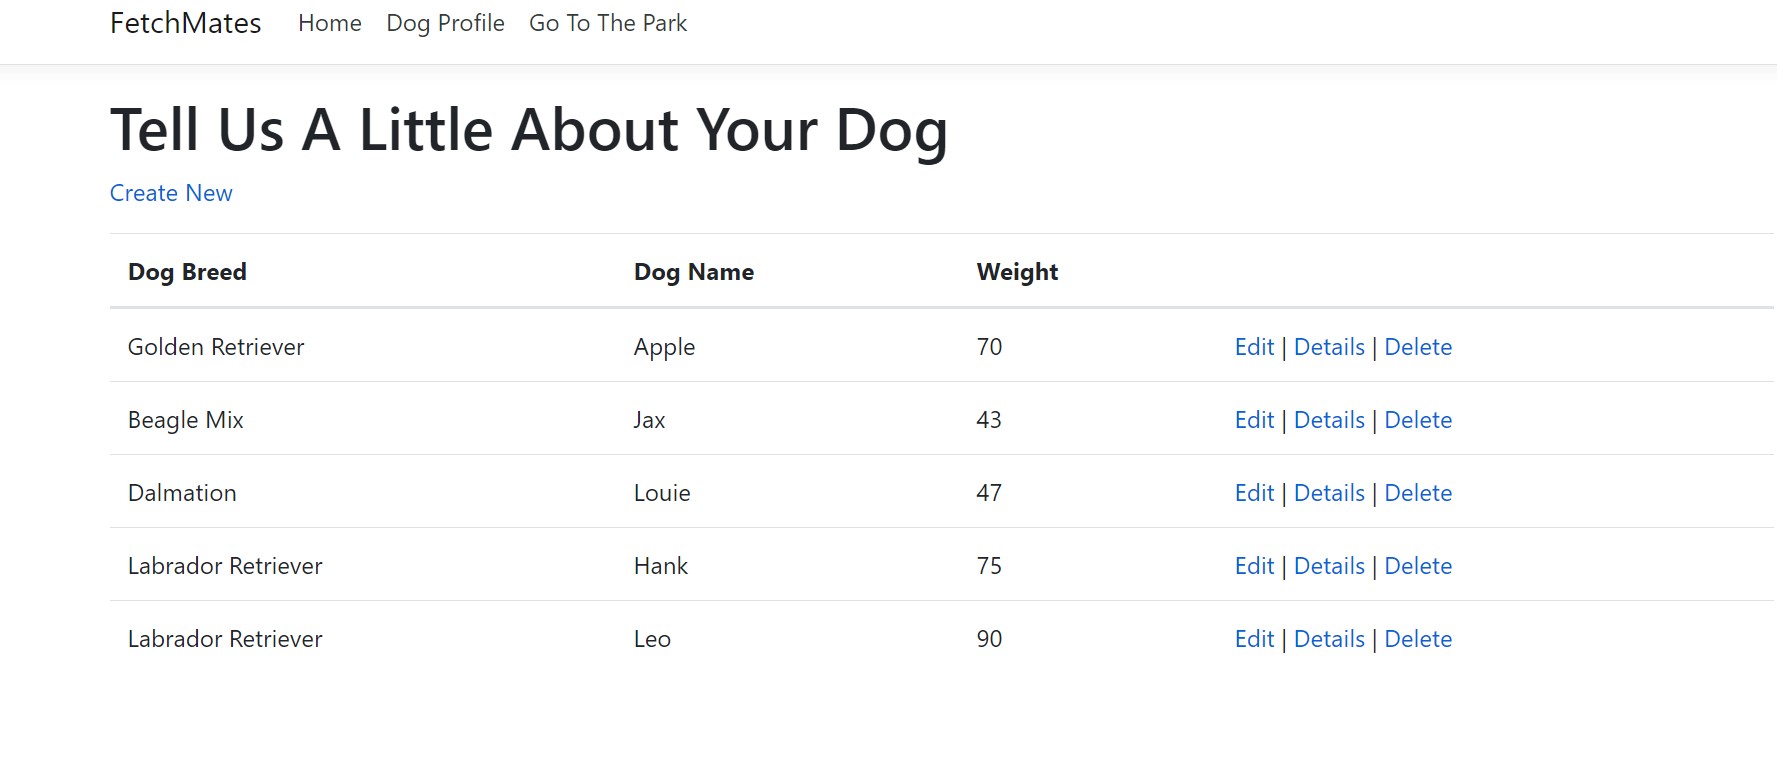 FetchMates Home Dog Profile Go To The Park
Tell Us A Little About Your Dog
Create New
Dog Breed Dog Name Weight
Golden Retriever Apple 70 Edit | Details | Delete
Beagle Mix Jax 43 Edit | Details | Delete
Dalmation Louie 47 Edit | Details | Delete
Labrador Retriever Hank 75 Edit | Details | Delete
Labrador Retriever Leo 90 Edit | Details | Delete